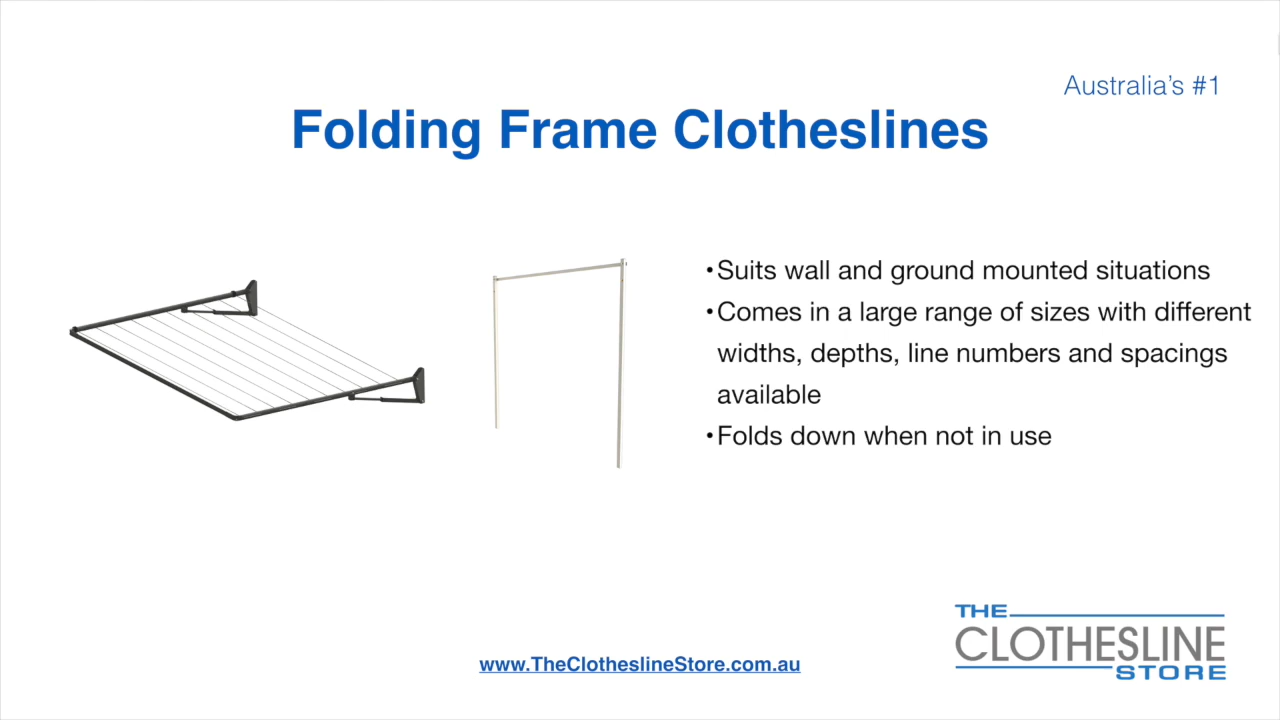 Australia's #1
Folding Frame Clotheslines
•Suits wall and ground mounted situations
•Comes in a large range of sizes with different
widths, depths, line numbers and spacings
available
•Folds down when not in use
www.TheClotheslineStore.com.au
THE
CLOTHESLINE
STORE